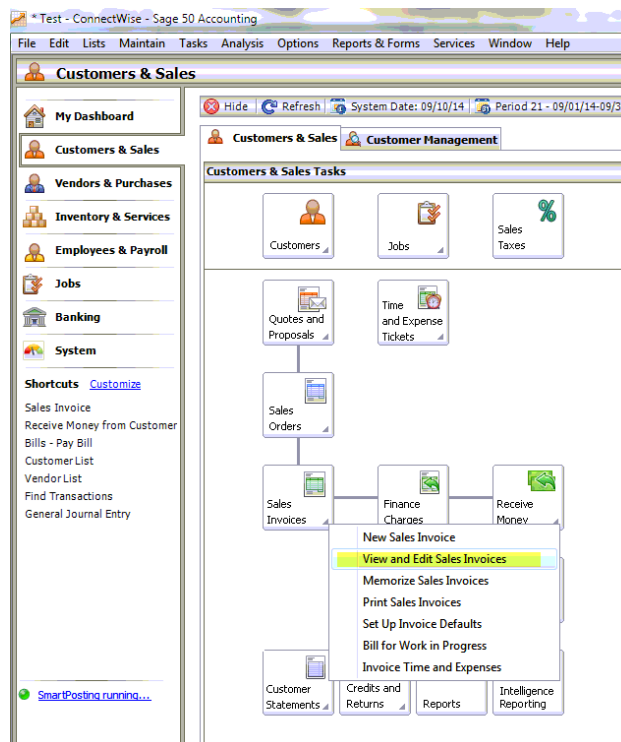 * Test - ConnectWise - Sage 50 Accounting
File Edit Lists Maintain Tasks Analysis Options Reports & Forms Services Window Help
Customers & Sales
My Dashboard
Customers & Sales
Vendors & Purchases
Inventory & Services
Employees & Payroll
Jobs
Banking
System
Shortcuts Customize
Sales Invoice
Receive Money from Customer
Bills - Pay Bill
Customer List
Vendor List
Find Transactions
General Journal Entry
SmartPosting running...
Hide Refresh System Date: 09/10/14 Period 21 - 09/01/14-09/3
Customers & Sales Customer Management
Customers & Sales Tasks
Customers
Jobs
Sales
Taxes
Quotes and
Proposals
Time
and Expense
Tickets
Sales
Orders
Sales
Invoices
Finance
Charges
Receive
Money
New Sales Invoice
View and Edit Sales Invoices
Memorize Sales Invoices
Print Sales Invoices
Set Up Invoice Defaults
Bill for Work in Progress
Invoice Time and Expenses
Customer
Statements
Credits and
Returns
Reports
Intelligence
Reporting